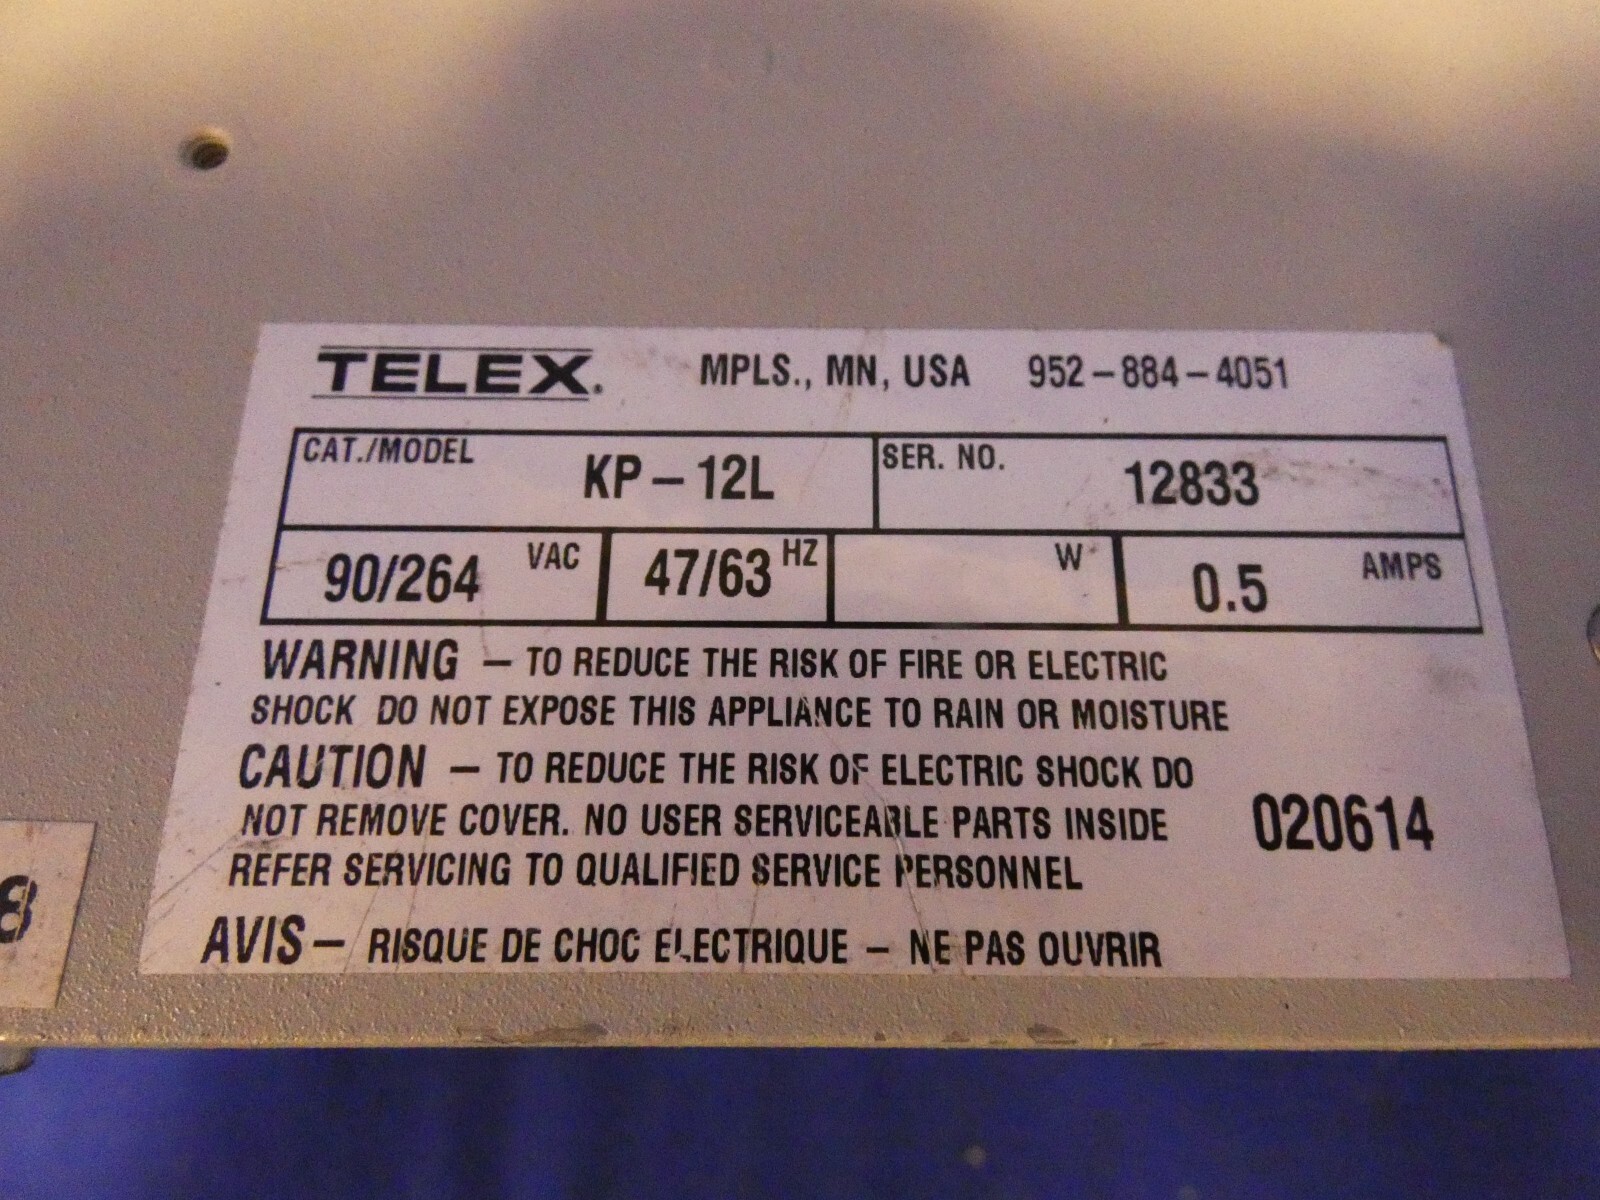 TELEX. MPLS., MN, USA 952-884-4051
CAT./MODEL KP-12L SER. NO. 12833
90/264 VAC 47/63 HZ W 0.5 AMPS
WARNING - TO REDUCE THE RISK OF FIRE OR ELECTRIC
SHOCK DO NOT EXPOSE THIS APPLIANCE TO RAIN OR MOISTURE
CAUTION - TO REDUCE THE RISK OF ELECTRIC SHOCK DO
NOT REMOVE COVER. NO USER SERVICEABLE PARTS INSIDE 020614
REFER SERVICING TO QUALIFIED SERVICE PERSONNEL
AVIS - RISQUE DE CHOC ELECTRIQUE - NE PAS OUVRIR
8